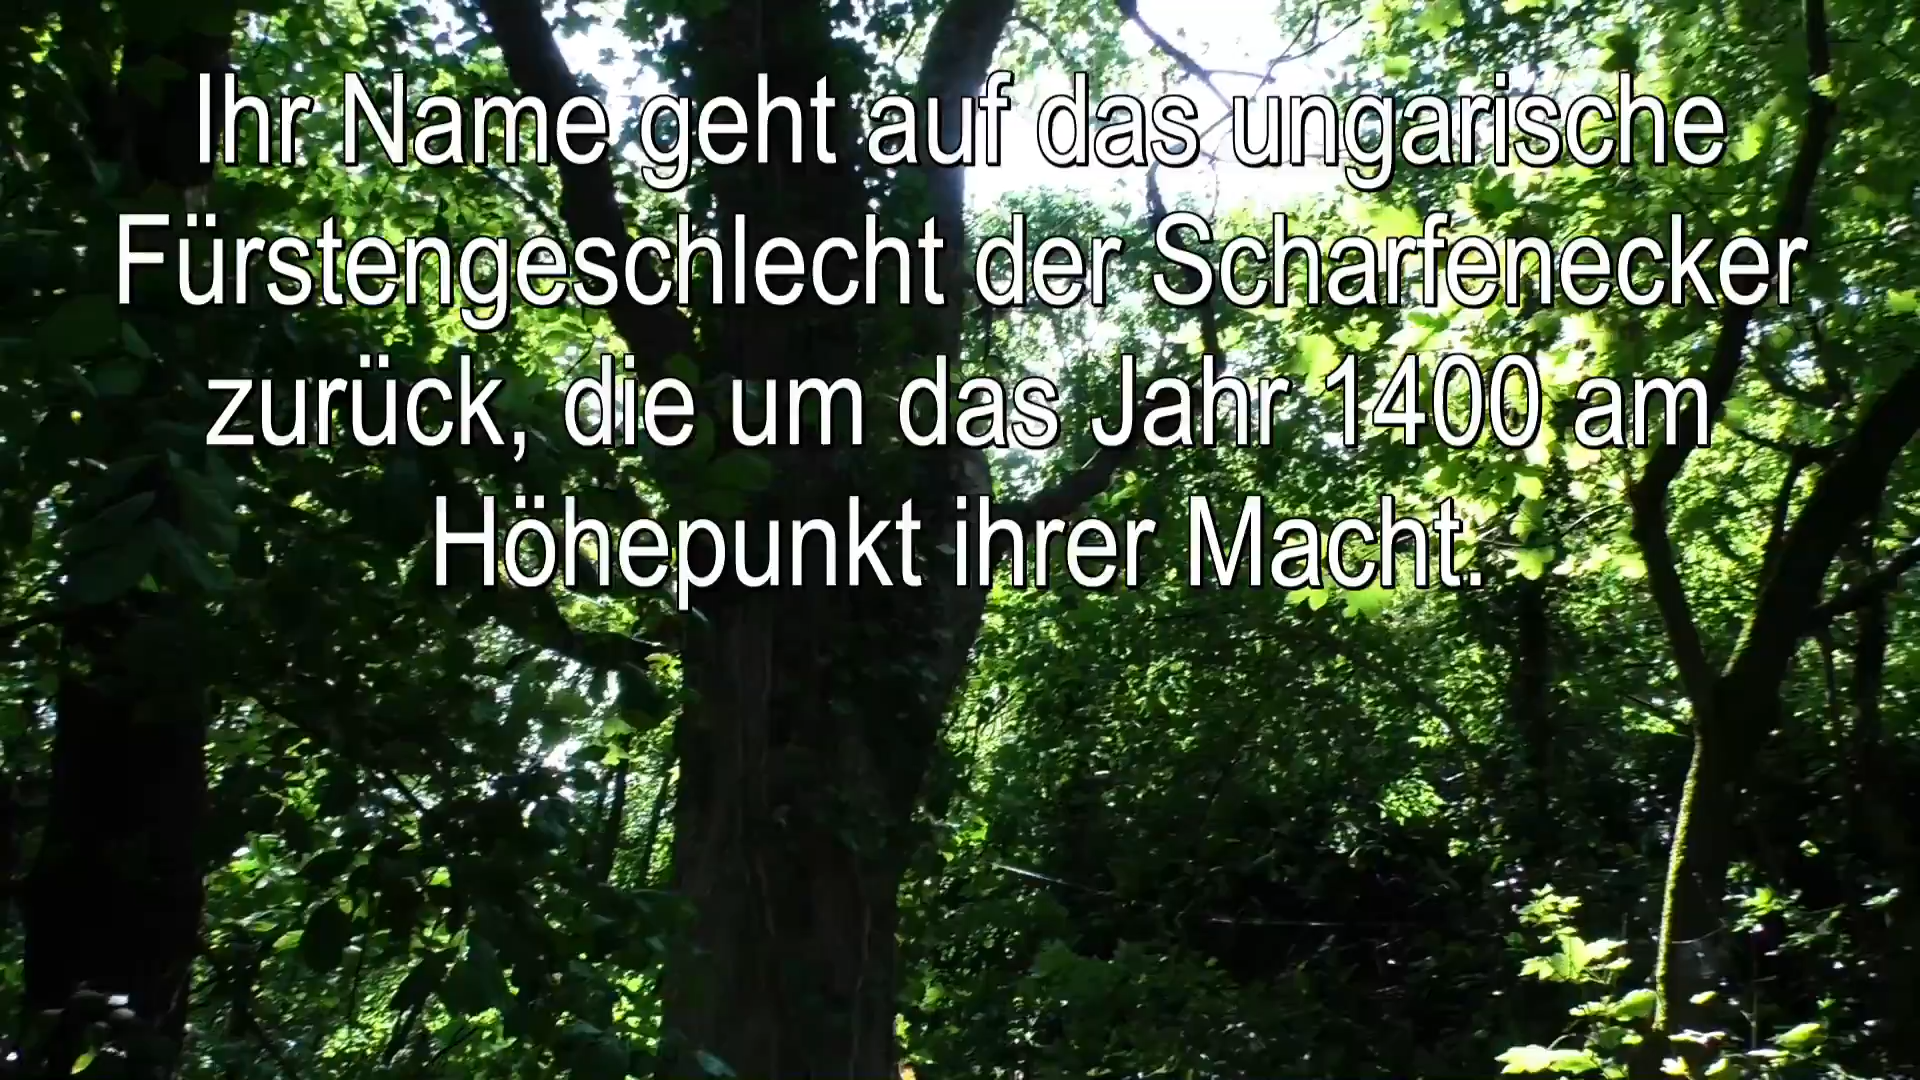 Ihr Name geht auf das ungarische
Fürstengeschlecht der Scharfenecker
zurück, die um das Jahr 1400 am
Höhepunkt ihrer Macht.